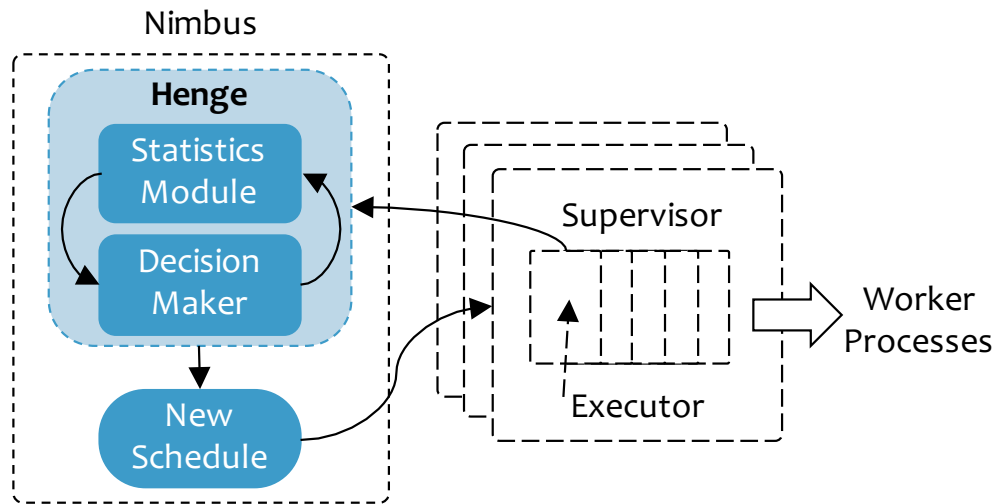 Nimbus
Henge
Statistics
Module
Decision
Maker
New
Schedule
Supervisor
Executor
Worker
Processes